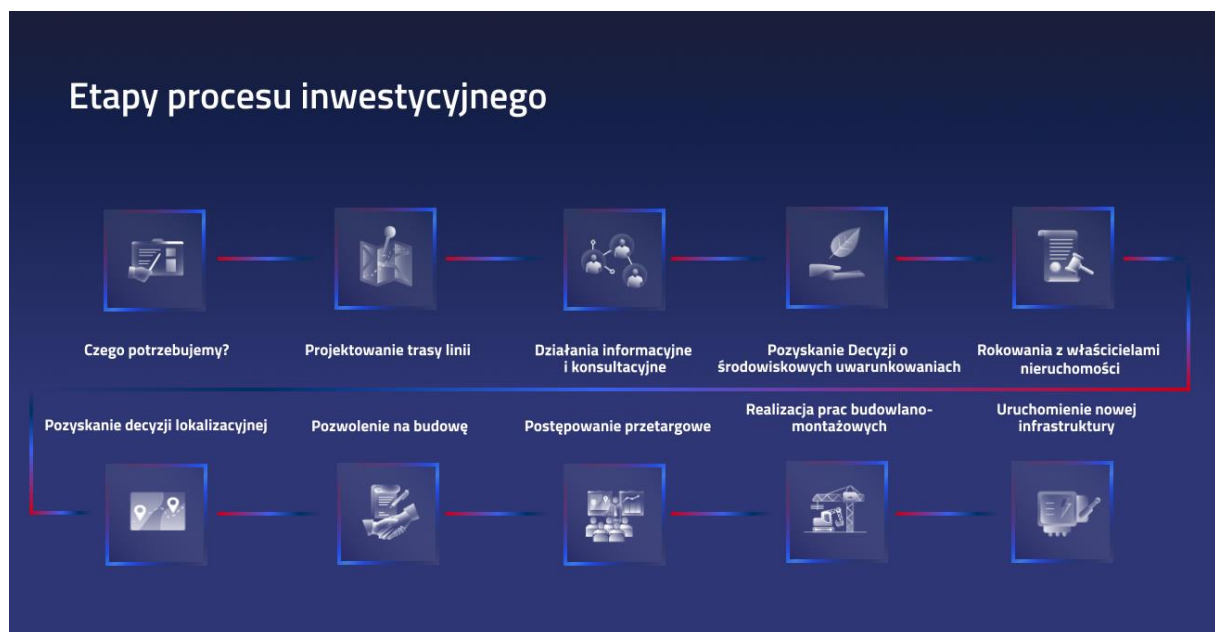 Etapy procesu inwestycyjnego
Czego potrzebujemy?
Projektowanie trasy linii
Działania informacyjne
i konsultacyjne
Pozyskanie Decyzji o
środowiskowych uwarunkowaniach
Rokowania z właścicielami
nieruchomości
Pozyskanie decyzji lokalizacyjnej
Pozwolenie na budowę
Postępowanie przetargowe
Realizacja prac budowlano-
montażowych
Uruchomienie nowej
infrastruktury